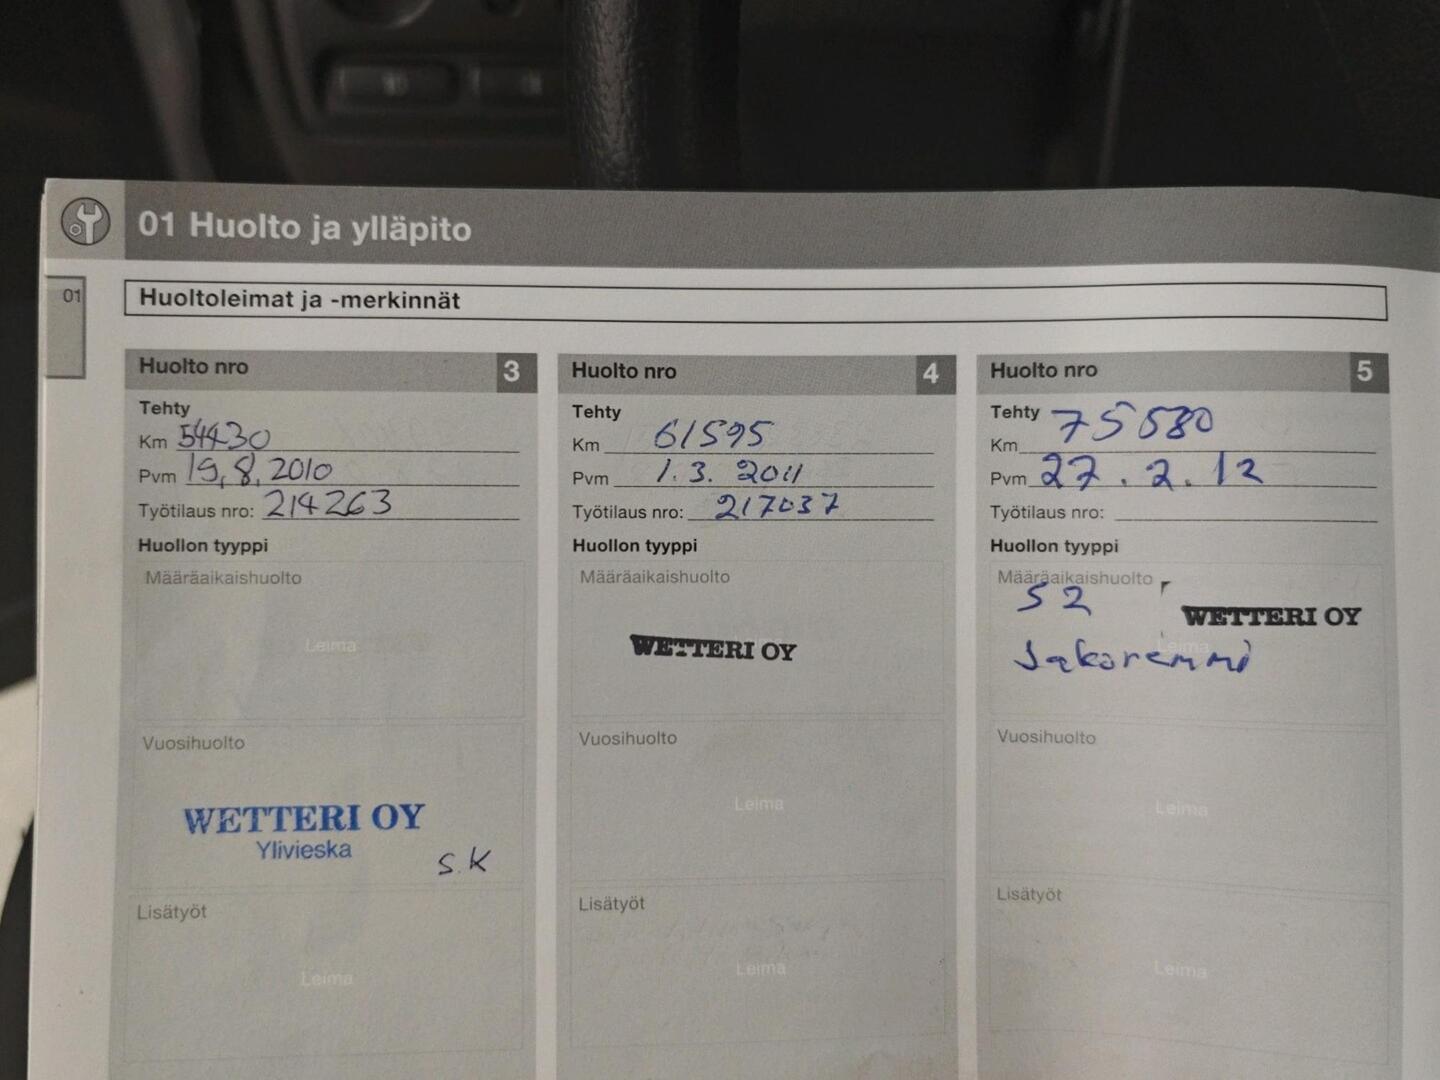 01 Huolto ja ylläpito
01
Huoltoleimat ja -merkinnät
Huolto nro 3
Tehty
Km 54430
Pvm 19.8.2010
Työtilaus nro: 214263
Huollon tyyppi
Määräaikaishuolto
Leima
Vuosihuolto
WETTERI OY
Ylivieska
S.K
Lisätyöt
Leima
Huolto nro 4
Tehty
Km 61595
Pvm 1.3. 2011
Työtilaus nro: 217037
Huollon tyyppi
Määräaikaishuolto
WETTERI OY
Vuosihuolto
Leima
Lisätyöt
Leima
Huolto nro 5
Tehty
Km 75580
Pvm 27.2.12
Työtilaus nro:
Huollon tyyppi
Määräaikaishuolto
S2
WETTERI OY
Jakoremmi
Vuosihuolto
Leima
Lisätyöt
Leima